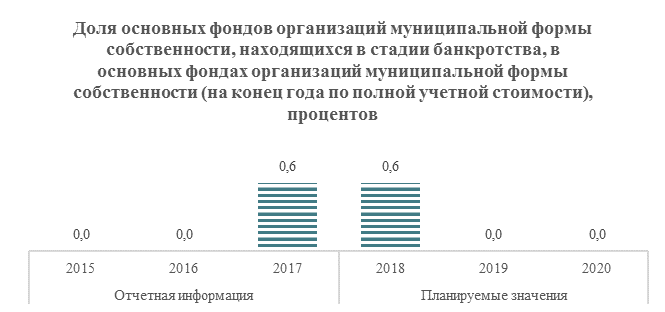 Доля основных фондов организаций муниципальной формы
собственности, находящихся в стадии банкротства, в
основных фондах организаций муниципальной формы
собственности (на конец года по полной учетной стоимости),
процентов
0,6 0,6
0,0 0,0 0,0 0,0
2015 2016 2017 2018 2019 2020
Отчетная информация Планируемые значения